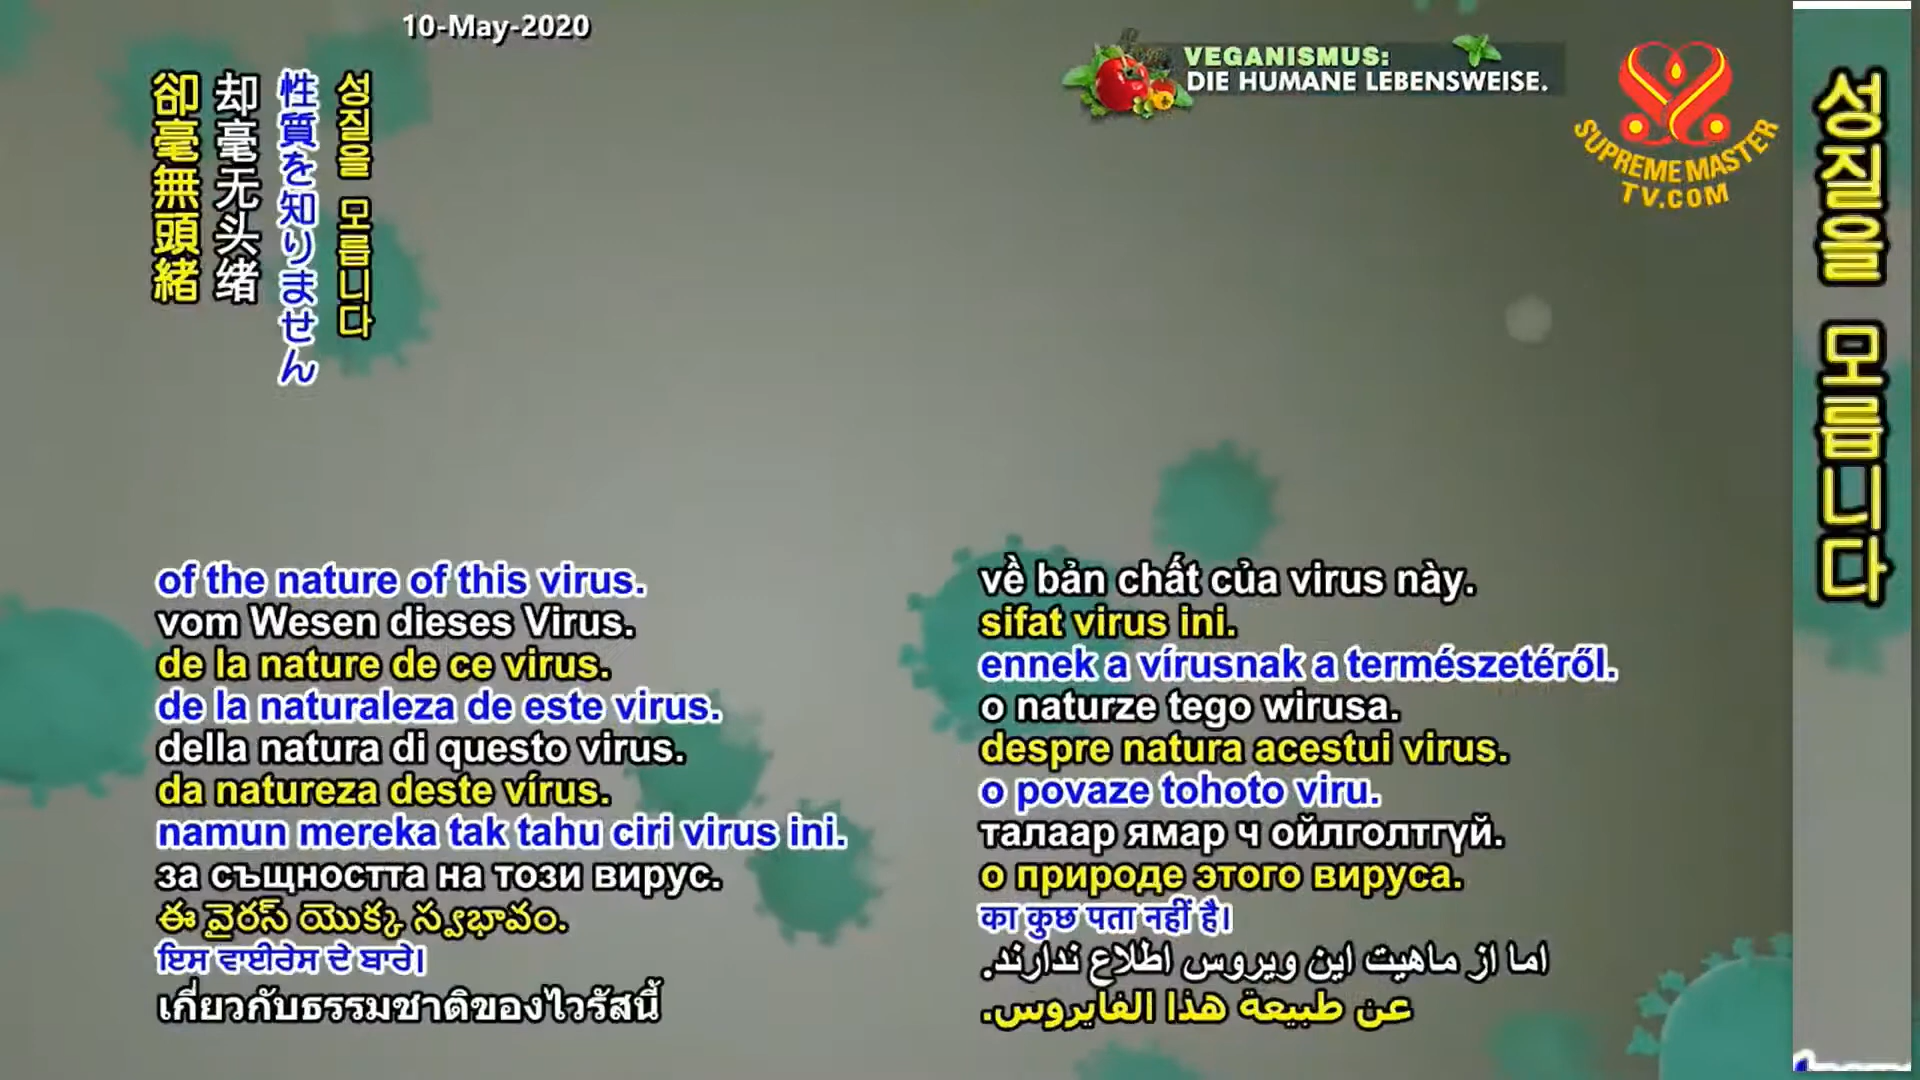 10-May-2020
VEGANISMUS:
DIE HUMANE LEBENSWEISE.
SUPREME MASTER
TV.COM
卻毫無頭緒
却毫无头绪
性質を知りません
성질을 모릅니다
성질을 모릅니다
of the nature of this virus.
vom Wesen dieses Virus.
de la nature de ce virus.
de la naturaleza de este virus.
della natura di questo virus.
da natureza deste vírus.
namun mereka tak tahu ciri virus ini.
за същността на този вирус.
ఈ వైరస్ యొక్క స్వభావం.
ਇਸ ਵਾਈਰੇਸ ਦੇ ਬਾਰੇ।
เกี่ยวกับธรรมชาติของไวรัสนี้
về bản chất của virus này.
sifat virus ini.
ennek a vírusnak a természetéről.
o naturze tego wirusa.
despre natura acestui virus.
o povaze tohoto viru.
талаар ямар ч ойлголтгүй.
о природе этого вируса.
का कुछ पता नहीं है।
اما از ماهیت این ویروس اطلاع ندارند.
عن طبيعة هذا الفايروس.